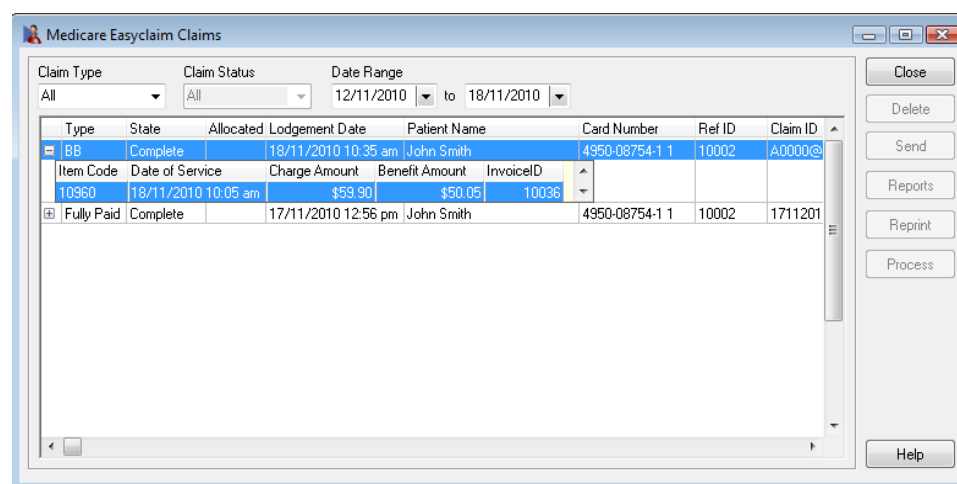 Medicare Easyclaim Claims
Claim Type Claim Status Date Range
All All 12/11/2010 to 18/11/2010
Close
Delete
Send
Reports
Reprint
Process
Type State Allocated Lodgement Date Patient Name Card Number Ref ID Claim ID
BB Complete 18/11/2010 10:35 am John Smith 4950-08754-1 1 10002 A0000@
Item Code Date of Service Charge Amount Benefit Amount InvoiceID
10960 18/11/2010 10:05 am $59.90 $50.05 10036
Fully Paid Complete 17/11/2010 12:56 pm John Smith 4950-08754-1 1 10002 1711201
Help